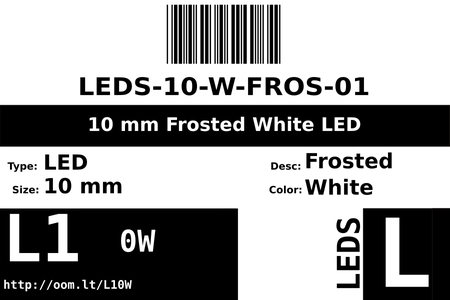 LEDS-10-W-FROS-01
10 mm Frosted White LED
Type: LED
Desc: Frosted
Size: 10 mm
Color: White
L1 0W
http://oom.lt/L10W
LEDS
L